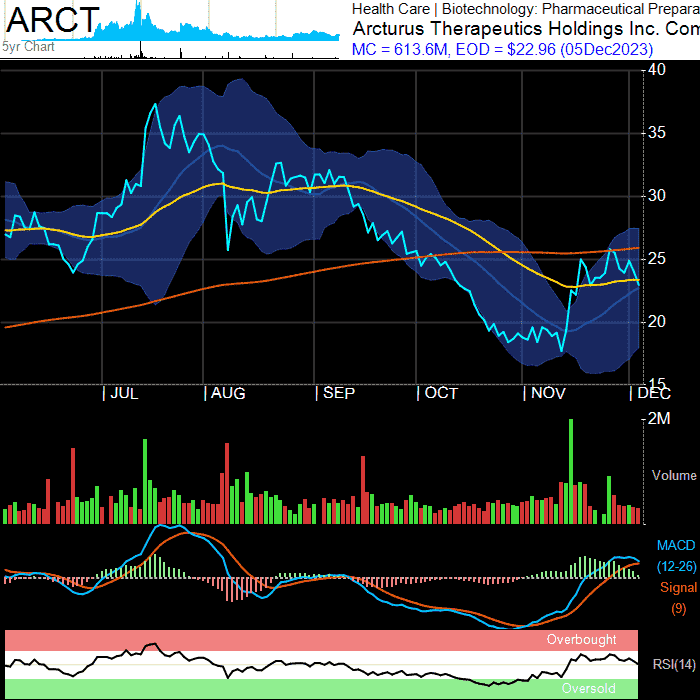 ARCT
5yr Chart
Health Care | Biotechnology: Pharmaceutical Prepara
Arcturus Therapeutics Holdings Inc. Com
MC = 613.6M, EOD = $22.96 (05Dec2023)
40
35
30
25
20
15
| JUL | AUG | SEP | OCT | NOV | DEC
2M
Volume
MACD
(12-26)
Signal
(9)
Overbought
RSI(14)
Oversold